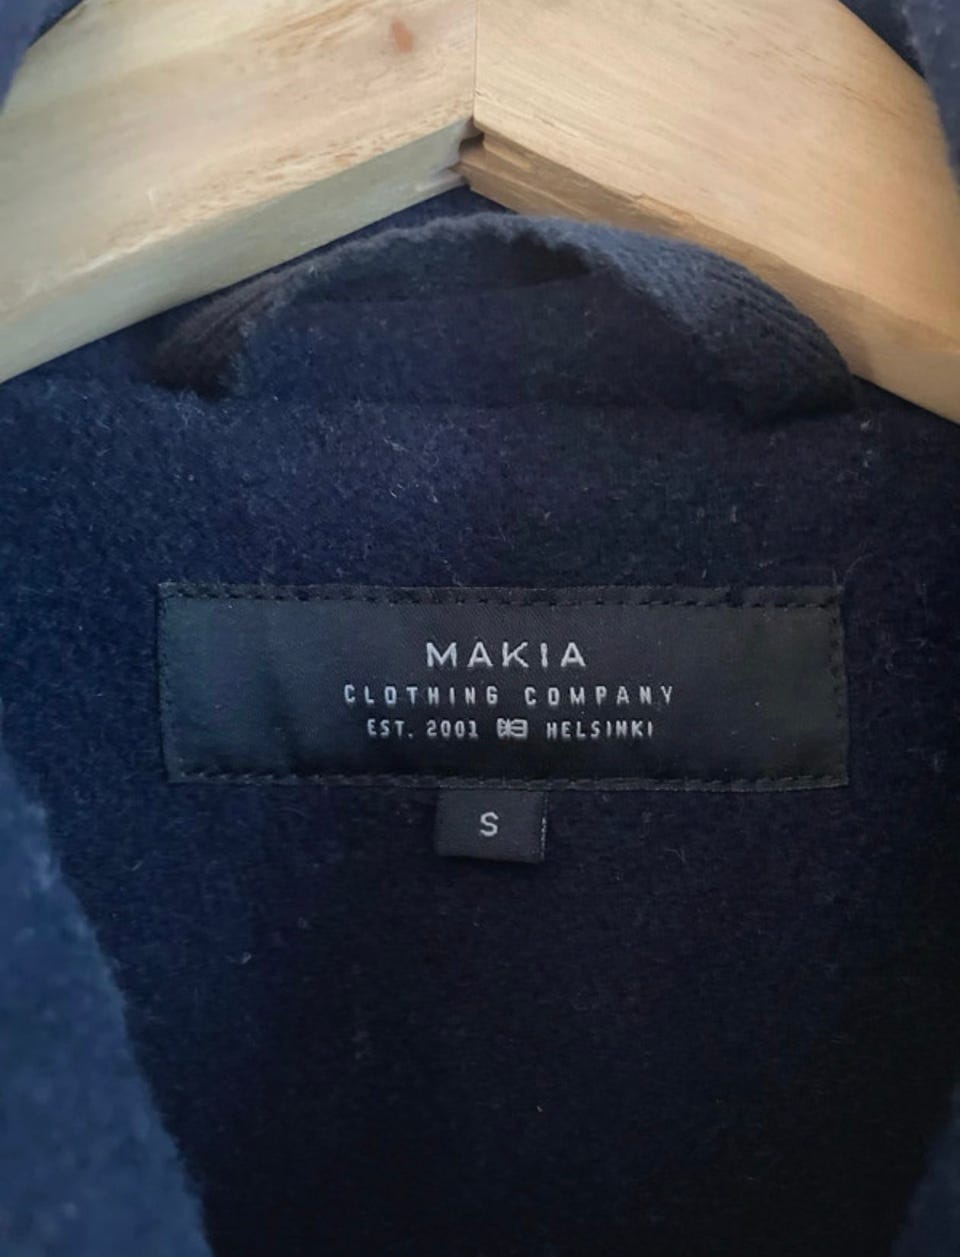 MAKIA
CLOTHING COMPANY
EST. 2001 HELSINKI
S